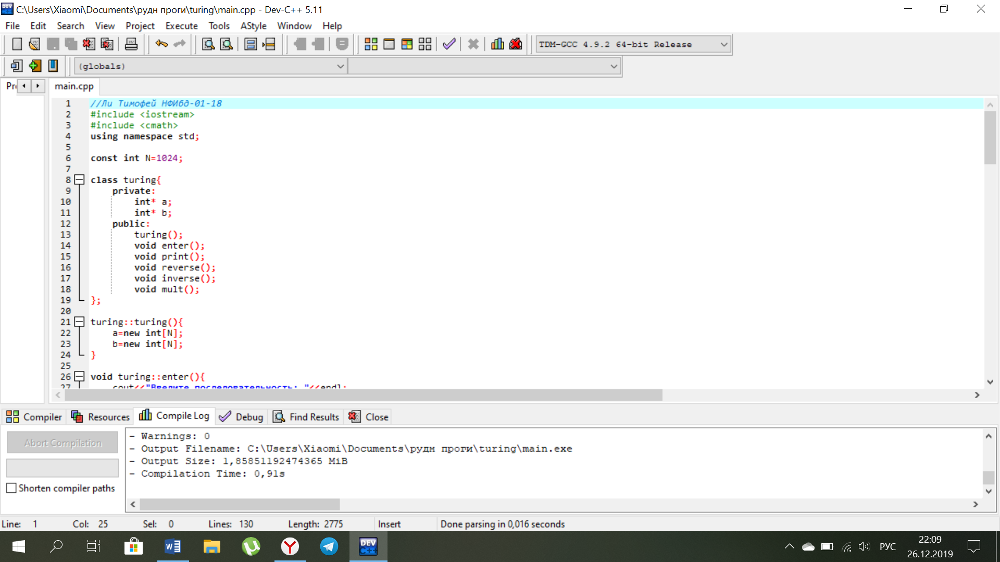 C:\Users\Xiaomi\Documents\рудн проги\turing\main.cpp - Dev-C++ 5.11
File Edit Search View Project Execute Tools AStyle Window Help
TDM-GCC 4.9.2 64-bit Release
(globals)
main.cpp
1 //Ли Тимофей НФИбд-01-18
2 #include <iostream>
3 #include <cmath>
4 using namespace std;
5
6 const int N=1024;
7
8 class turing{
9 private:
10 int* a;
11 int* b;
12 public:
13 turing();
14 void enter();
15 void print();
16 void reverse();
17 void inverse();
18 void mult();
19 };
20
21 turing::turing(){
22 a=new int[N];
23 b=new int[N];
24 }
25
26 void turing::enter(){
27 cout<<"Введите последовательность: "<<endl;
Compiler Resources Compile Log Debug Find Results Close
Abort Compilation
Shorten compiler paths
- Warnings: 0
- Output Filename: C:\Users\Xiaomi\Documents\рудн проги\turing\main.exe
- Output Size: 1,85851192474365 MiB
- Compilation Time: 0,91s
Line: 1 Col: 25 Sel: 0 Lines: 130 Length: 2775 Insert Done parsing in 0,016 seconds
DEV C++
РУС
22:09
26.12.2019